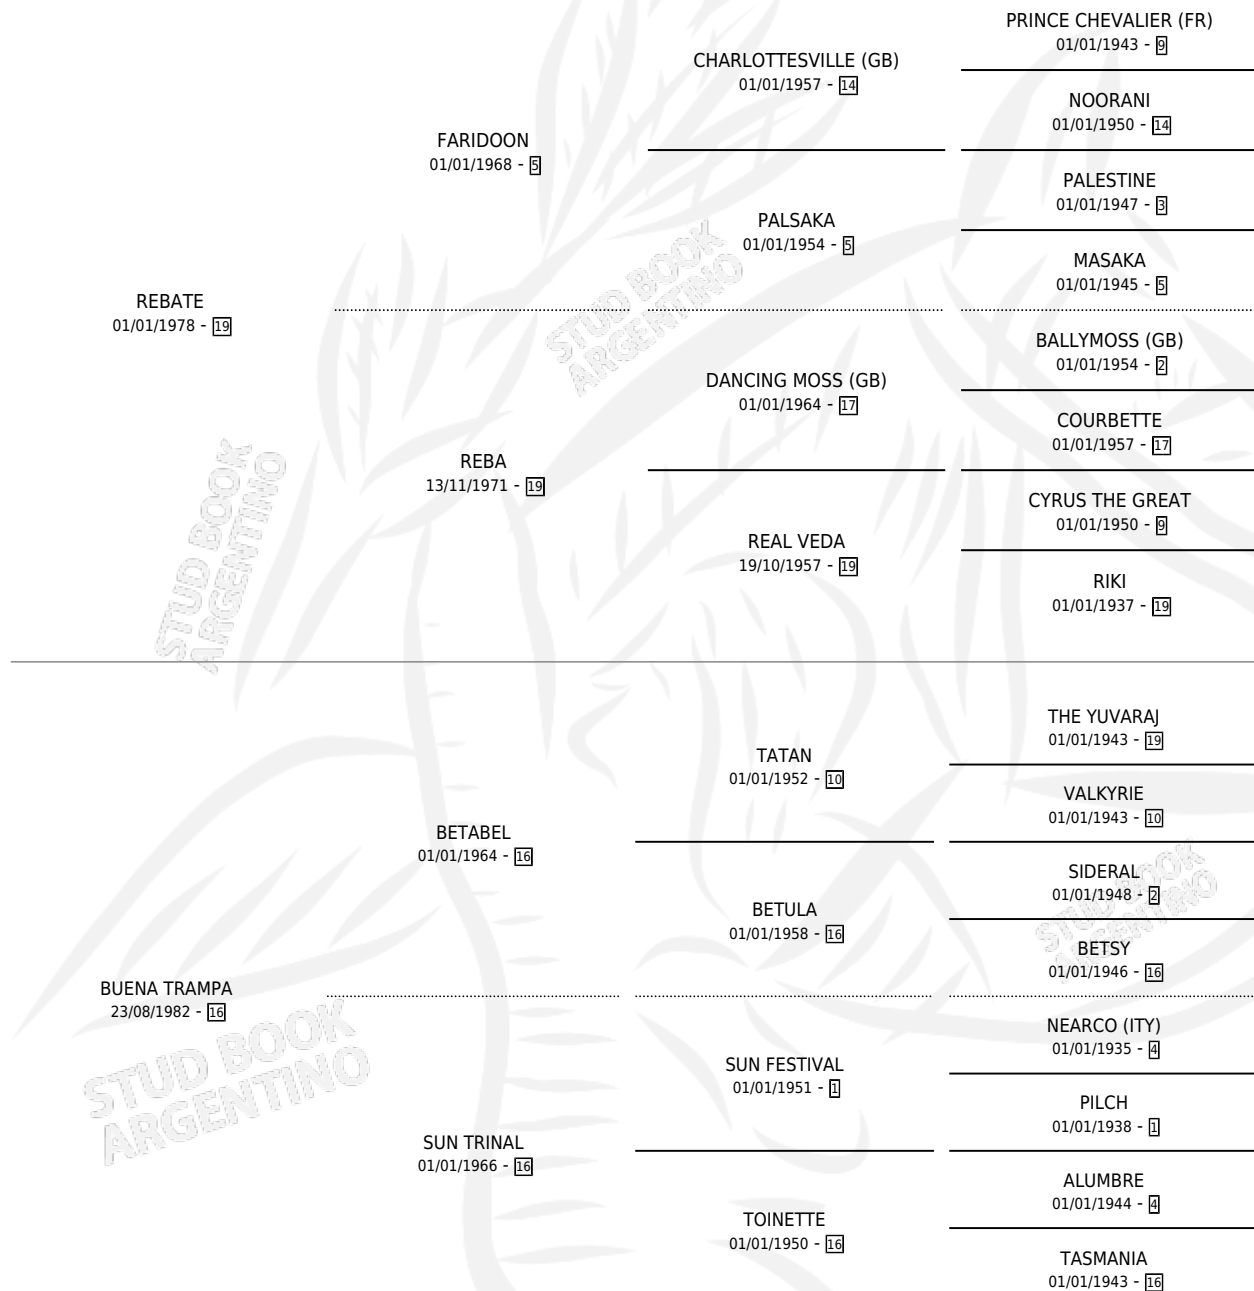 PRINCE CHEVALIER (FR)
01/01/1943 - 9
CHARLOTTESVILLE (GB)
01/01/1957 - 14
NOORANI
01/01/1950 - 14
FARIDOON
01/01/1968 - 5
PALESTINE
01/01/1947 - 3
PALSAKA
01/01/1954 - 5
MASAKA
01/01/1945 - 5
REBATE
01/01/1978 - 19
BALLYMOSS (GB)
01/01/1954 - 2
DANCING MOSS (GB)
01/01/1964 - 17
COURBETTE
01/01/1957 - 17
REBA
13/11/1971 - 19
CYRUS THE GREAT
01/01/1950 - 9
REAL VEDA
19/10/1957 - 19
RIKI
01/01/1937 - 19
THE YUVARAJ
01/01/1943 - 19
TATAN
01/01/1952 - 10
VALKYRIE
01/01/1943 - 10
BETABEL
01/01/1964 - 16
SIDERAL
01/01/1948 - 2
BETULA
01/01/1958 - 16
BETSY
01/01/1946 - 16
BUENA TRAMPA
23/08/1982 - 16
NEARCO (ITY)
01/01/1935 - 4
SUN FESTIVAL
01/01/1951 - 1
PILCH
01/01/1938 - 1
SUN TRINAL
01/01/1966 - 16
ALUMBRE
01/01/1944 - 4
TOINETTE
01/01/1950 - 16
TASMANIA
01/01/1943 - 16
STUD BOOK
ARGENTINO
STUD BOOK
ARGENTINO
STUD BOOK
ARGENTINO
STUD BOOK
ARGENTINO